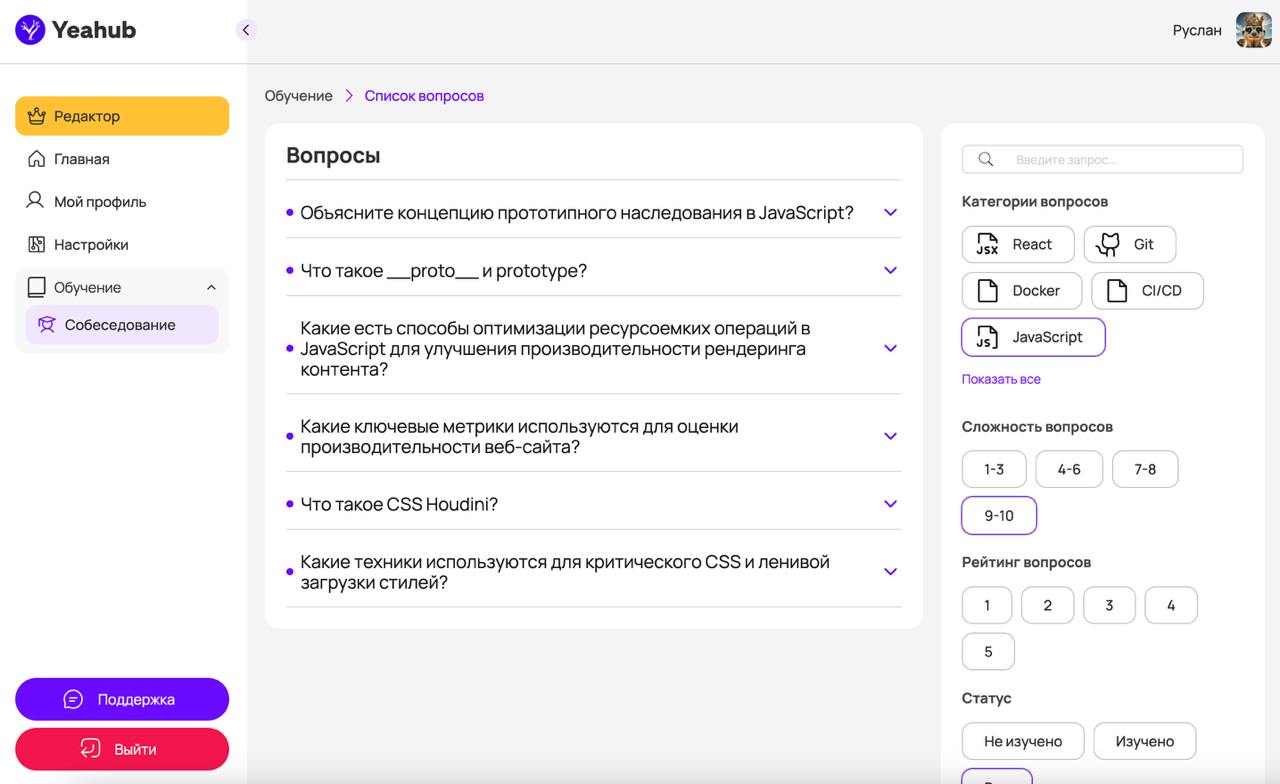 Yeahub
Руслан
Редактор
Главная
Мой профиль
Настройки
Обучение
Собеседование
Поддержка
Выйти
Обучение
Список вопросов
Вопросы
Объясните концепцию прототипного наследования в JavaScript?
Что такое __proto__ и prototype?
Какие есть способы оптимизации ресурсоемких операций в
JavaScript для улучшения производительности рендеринга
контента?
Какие ключевые метрики используются для оценки
производительности веб-сайта?
Что такое CSS Houdini?
Какие техники используются для критического CSS и ленивой
загрузки стилей?
Введите запрос...
Категории вопросов
JSX React Git
Docker CI/CD
JS JavaScript
Показать все
Сложность вопросов
1-3 4-6 7-8
9-10
Рейтинг вопросов
1 2 3 4
5
Статус
Не изучено Изучено